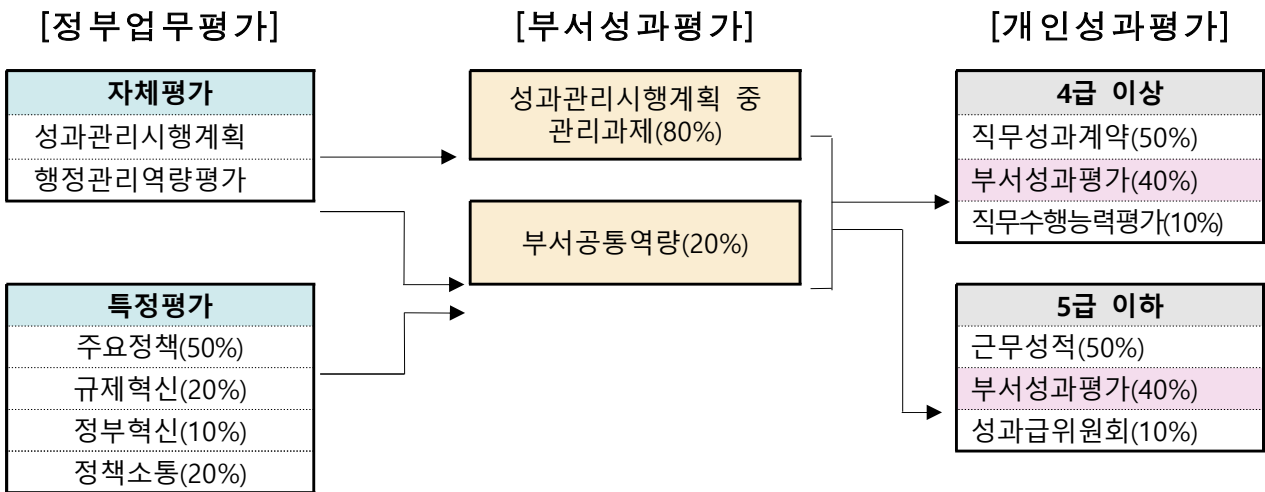 [정부업무평가]
자체평가
성과관리시행계획
행정관리역량평가
특정평가
주요정책(50%)
규제혁신(20%)
정부혁신(10%)
정책소통(20%)
[부서성과평가]
성과관리시행계획 중
관리과제(80%)
부서공통역량(20%)
[개인성과평가]
4급 이상
직무성과계약(50%)
부서성과평가(40%)
직무수행능력평가(10%)
5급 이하
근무성적(50%)
부서성과평가(40%)
성과급위원회(10%)